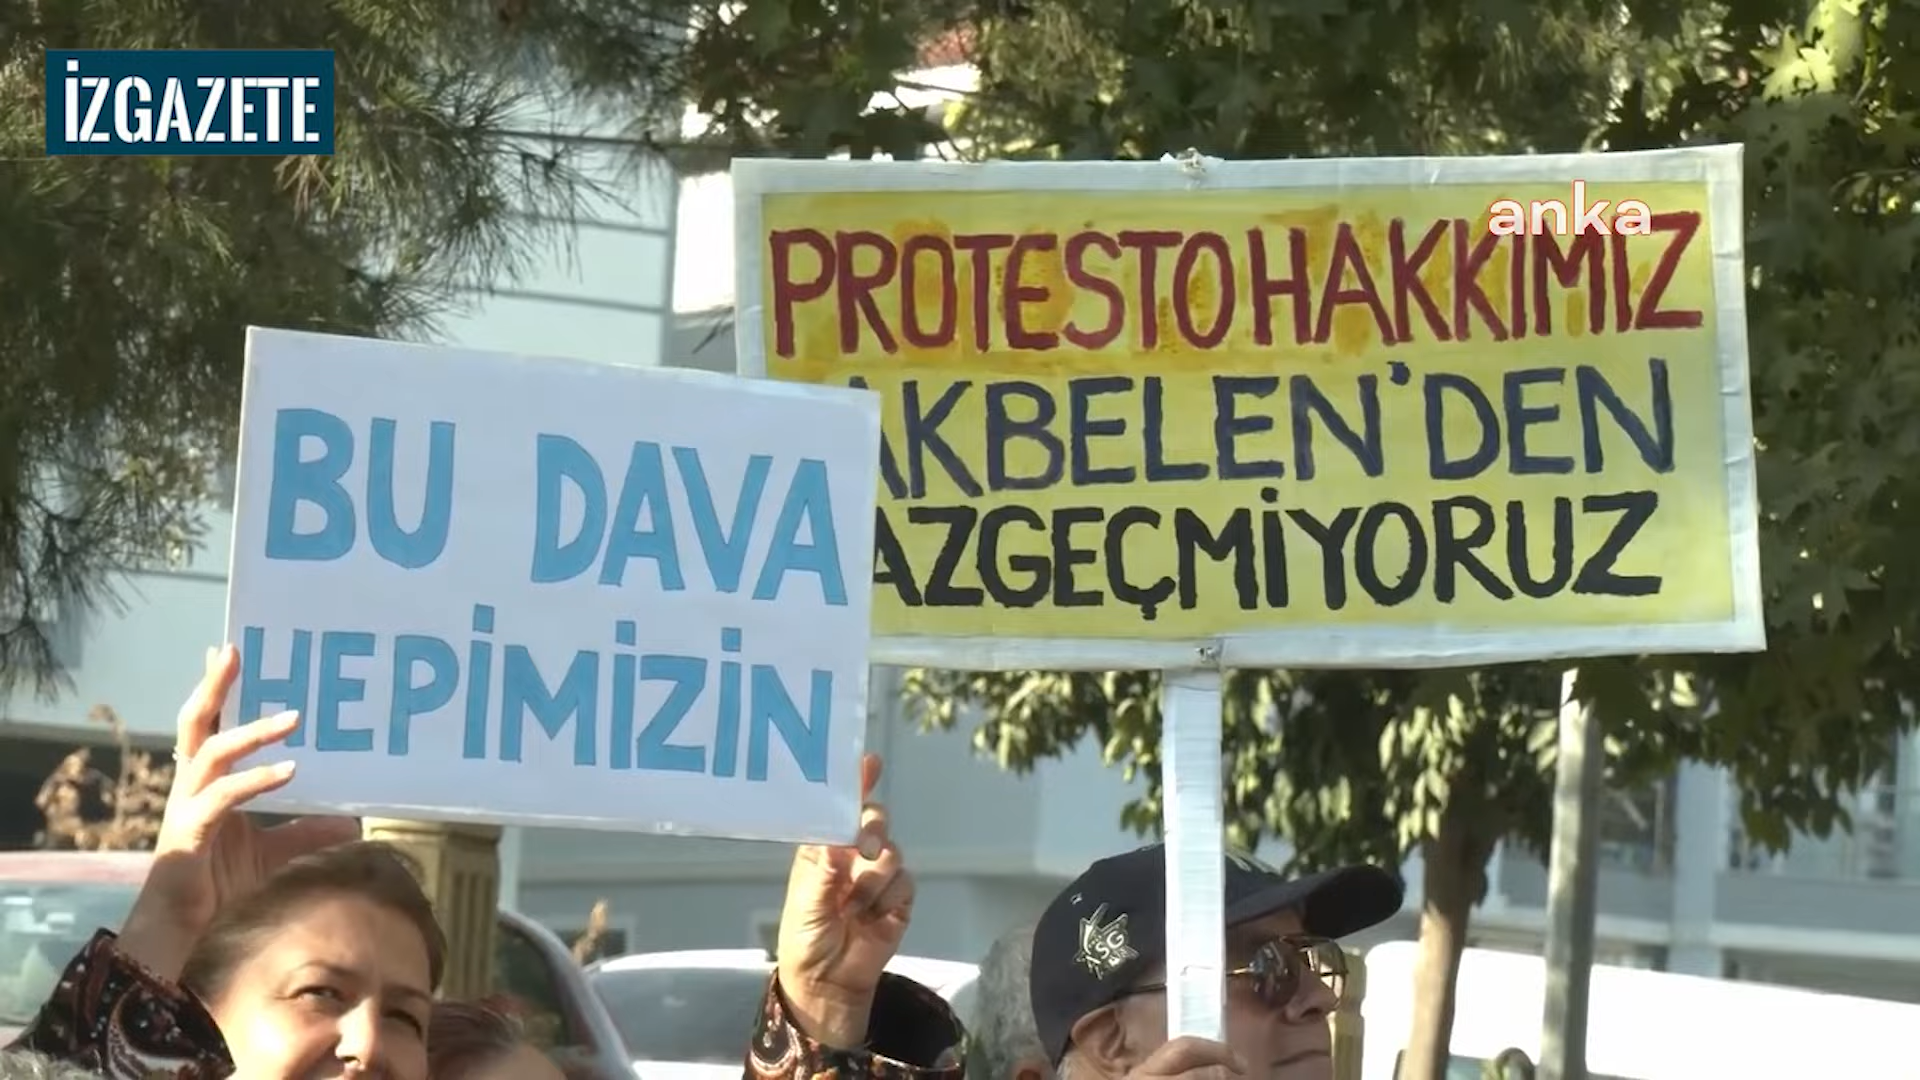 İZGAZETE
anka
PROTESTO HAKKIMIZ
AKBELEN'DEN
AZGEÇMİYORUZ
BU DAVA
HEPİMİZİN